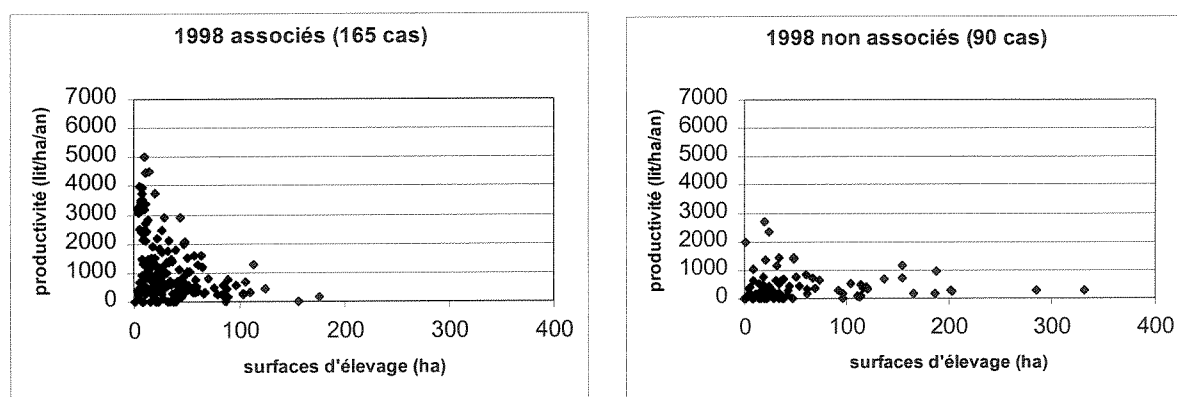 1998 associés (165 cas)
productivité (lit/ha/an)
7000
6000
5000
4000
3000
2000
1000
0
0 100 200 300 400
surfaces d'élevage (ha)
1998 non associés (90 cas)
productivité (lit/ha/an)
7000
6000
5000
4000
3000
2000
1000
0
0 100 200 300 400
surfaces d'élevage (ha)